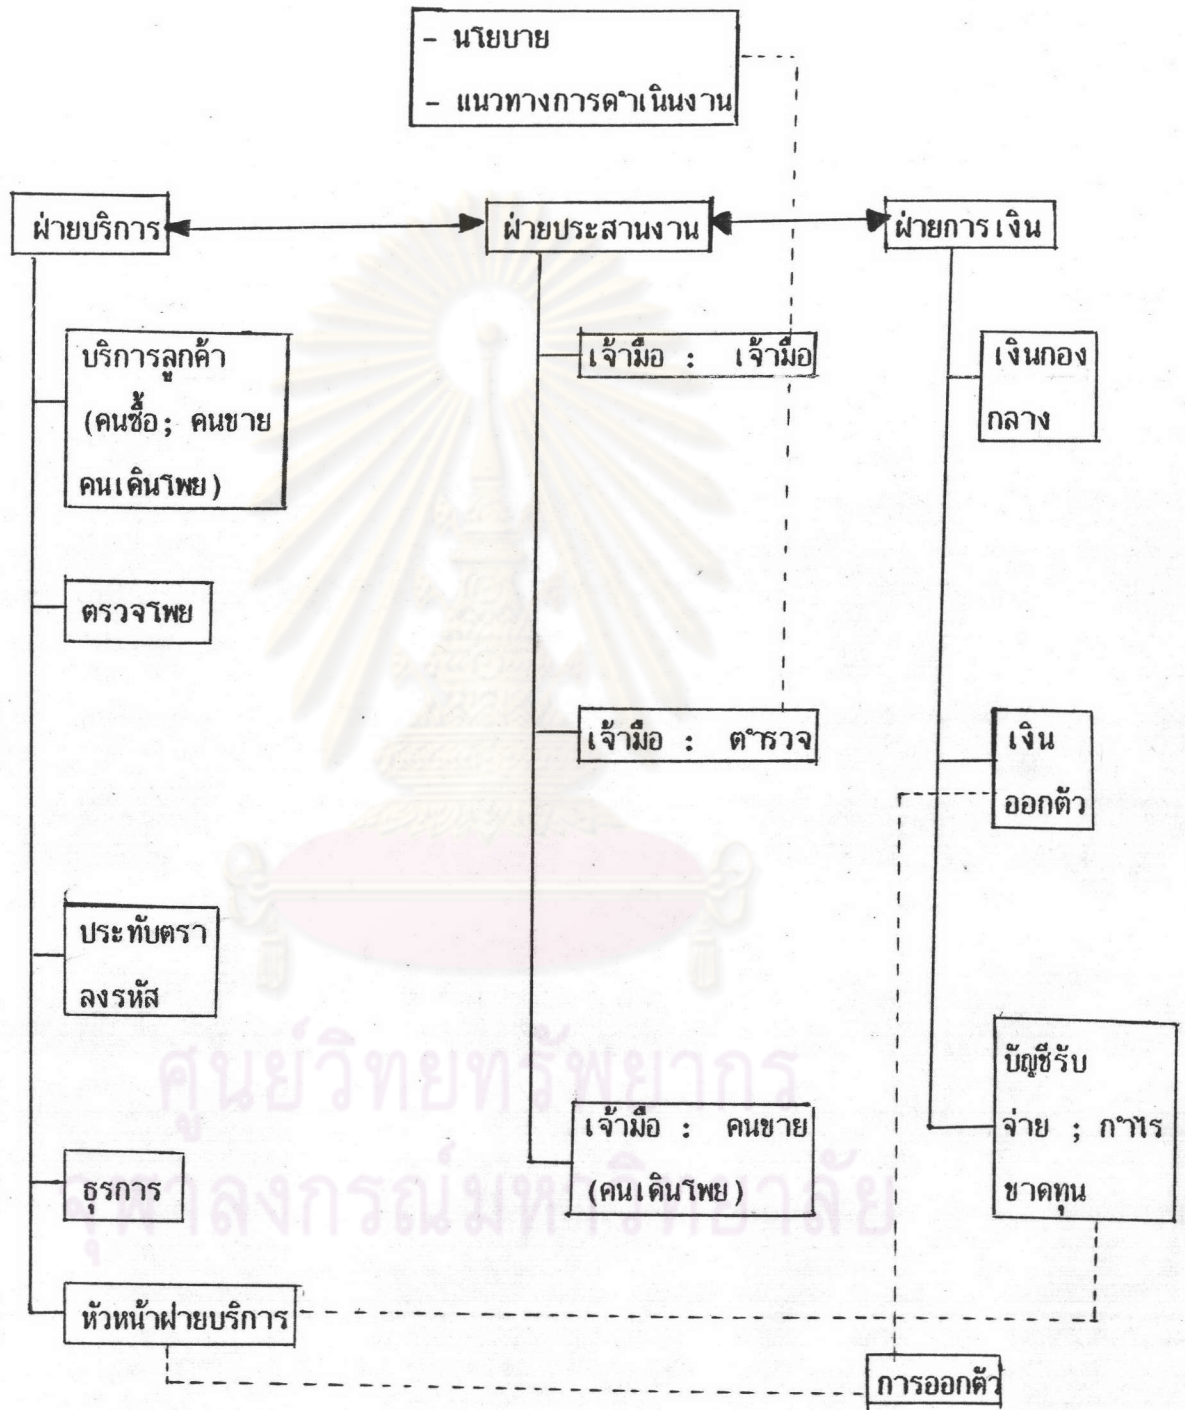 - นโยบาย
- แนวทางการดำเนินงาน
ฝ่ายบริการ
ฝ่ายประสานงาน
ฝ่ายการเงิน
บริการลูกค้า
(คนซื้อ; คนขาย
คนเดินโพย)
เจ้ามือ : เจ้ามือ
เงินกอง
กลาง
ตรวจโพย
เจ้ามือ : ตำรวจ
เงิน
ออกตัว
ประทับตรา
ลงรหัส
บัญชีรับ
จ่าย ; กำไร
ขาดทุน
เจ้ามือ : คนขาย
(คนเดินโพย)
ธุรการ
หัวหน้าฝ่ายบริการ
การออกตัว
ศูนย์วิทยทรัพยากร
จุฬาลงกรณ์มหาวิทยาลัย